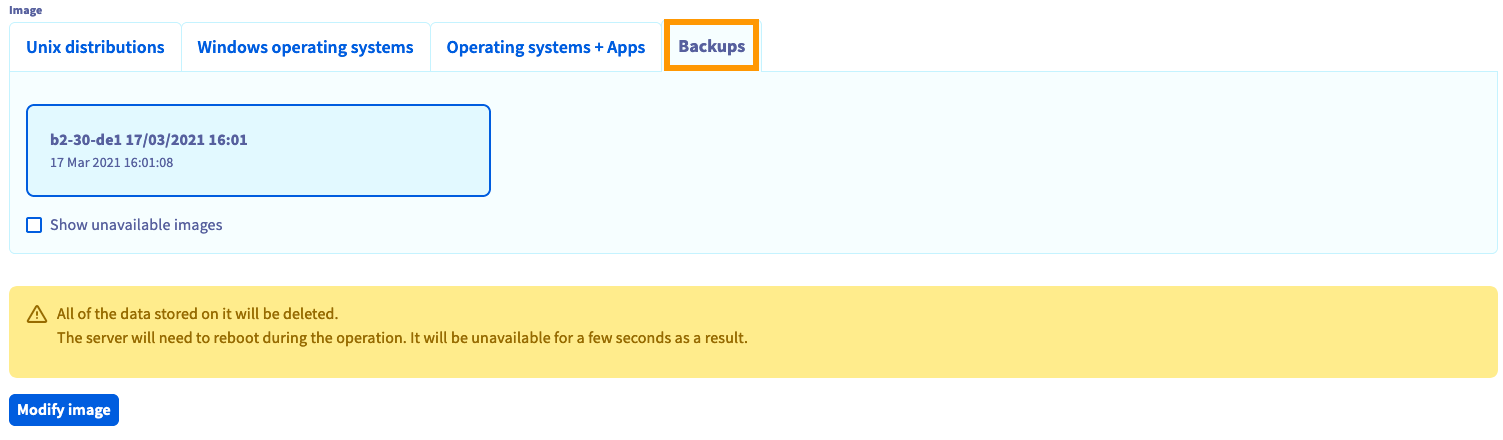 Image
Unix distributions
Windows operating systems
Operating systems + Apps
Backups
b2-30-de1 17/03/2021 16:01
17 Mar 2021 16:01:08
Show unavailable images
All of the data stored on it will be deleted.
The server will need to reboot during the operation. It will be unavailable for a few seconds as a result.
Modify image